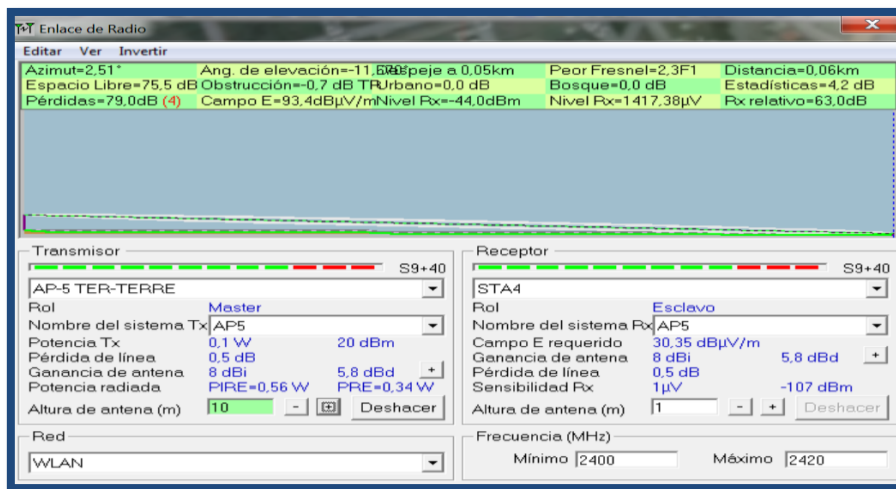 Enlace de Radio
Editar Ver Invertir
Azimut=2,51° Ang. de elevación=-11, Despeje a 0,05km Peor Fresnel=2,3F1 Distancia=0,06km
Espacio Libre=75,5 dB Obstrucción=-0,7 dB TR Urbano=0,0 dB Bosque=0,0 dB Estadísticas=4,2 dB
Pérdidas=79,0dB (4) Campo E=93,4dBµV/m Nivel Rx=-44,0dBm Nivel Rx=1417,38µV Rx relativo=63,0dB
Transmisor Receptor
S9+40 S9+40
AP-5 TER-TERRE STA4
Rol Master Rol Esclavo
Nombre del sistema Tx AP5 Nombre del sistema Rx AP5
Potencia Tx 0,1 W 20 dBm Campo E requerido 30,35 dBµV/m
Pérdida de línea 0,5 dB Ganancia de antena 8 dBi 5,8 dBd +
Ganancia de antena 8 dBi 5,8 dBd + Pérdida de línea 0,5 dB
Potencia radiada PIRE=0,56 W PRE=0,34 W Sensibilidad Rx 1µV -107 dBm
Altura de antena (m) 10 - + Deshacer Altura de antena (m) 1 - + Deshacer
Red Frecuencia (MHz)
WLAN Mínimo 2400 Máximo 2420